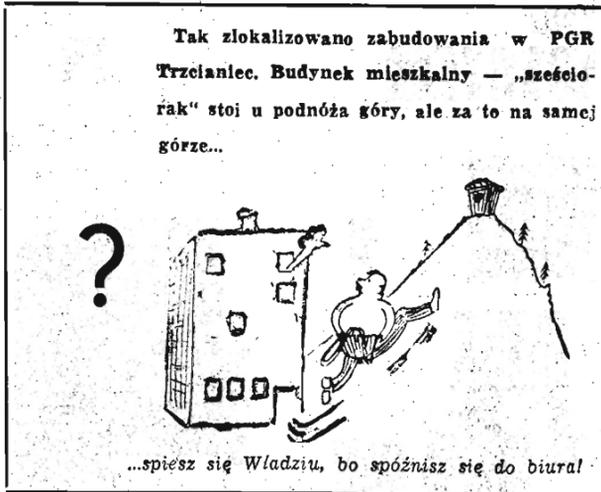 Tak zlokalizowano zabudowania w PGR
Trzcianiec. Budynek mieszkalny — „sześcio-
rak“ stoi u podnóża góry, ale za to na samej
górze...
?
...spiesz się Władziu, bo spóźnisz się do biura!